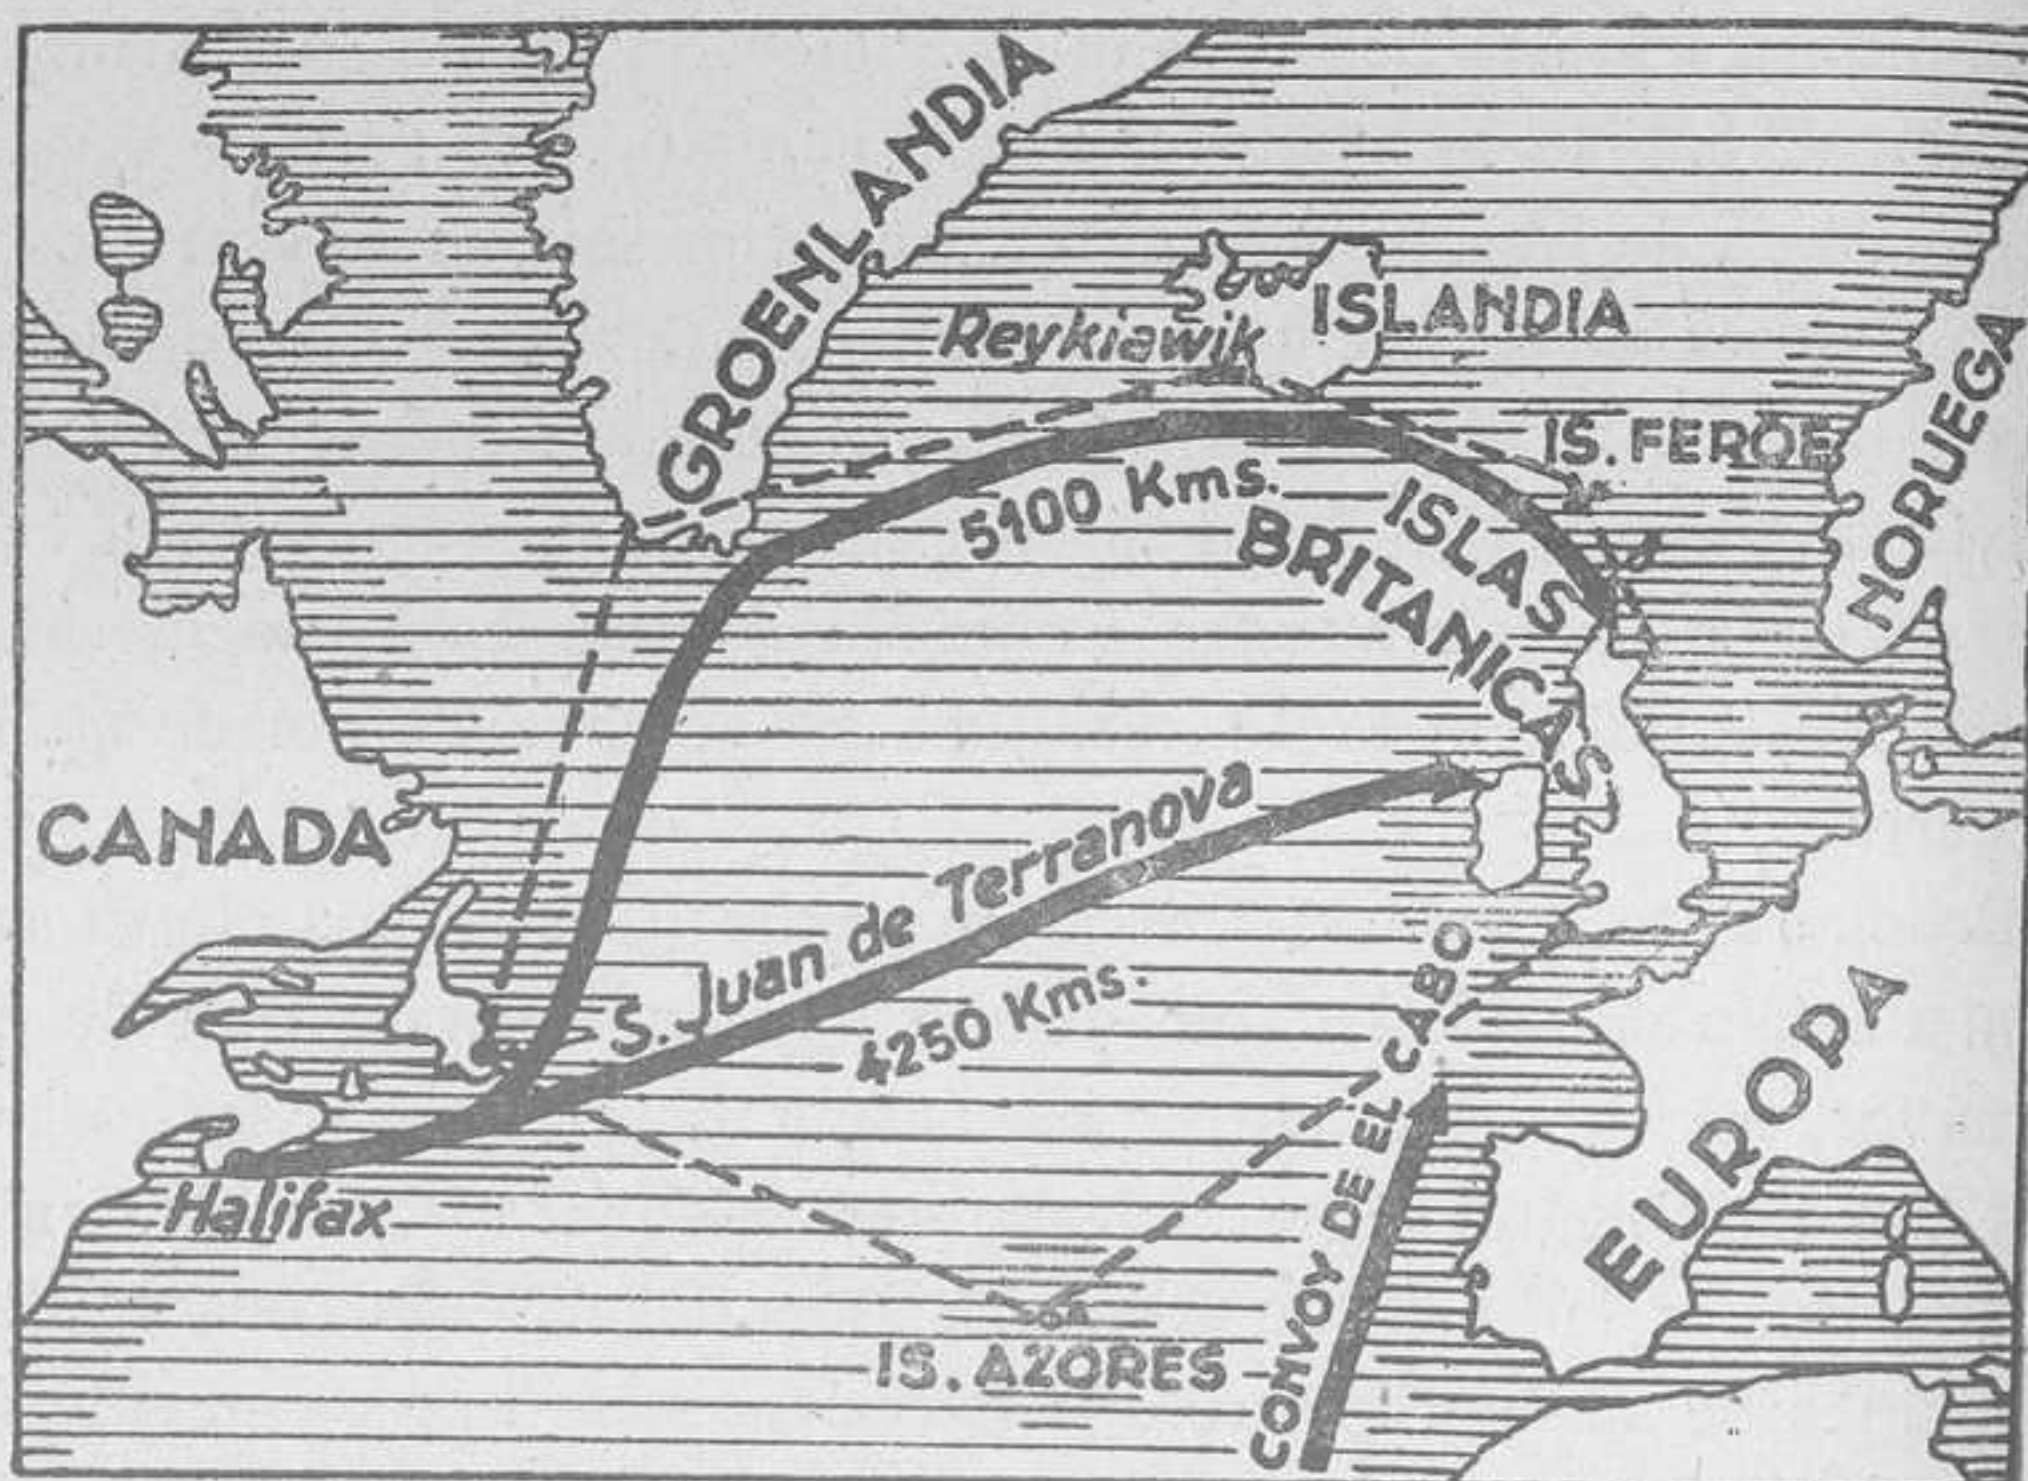 GROENLANDIA
ISLANDIA
Reykiawik
IS. FEROE
NORUEGA
5100 Kms.
ISLAS
BRITANICAS
CANADA
S. Juan de Terranova
4250 Kms.
Halifax
IS. AZORES
CONVOY DE EL CABO
EUROPA